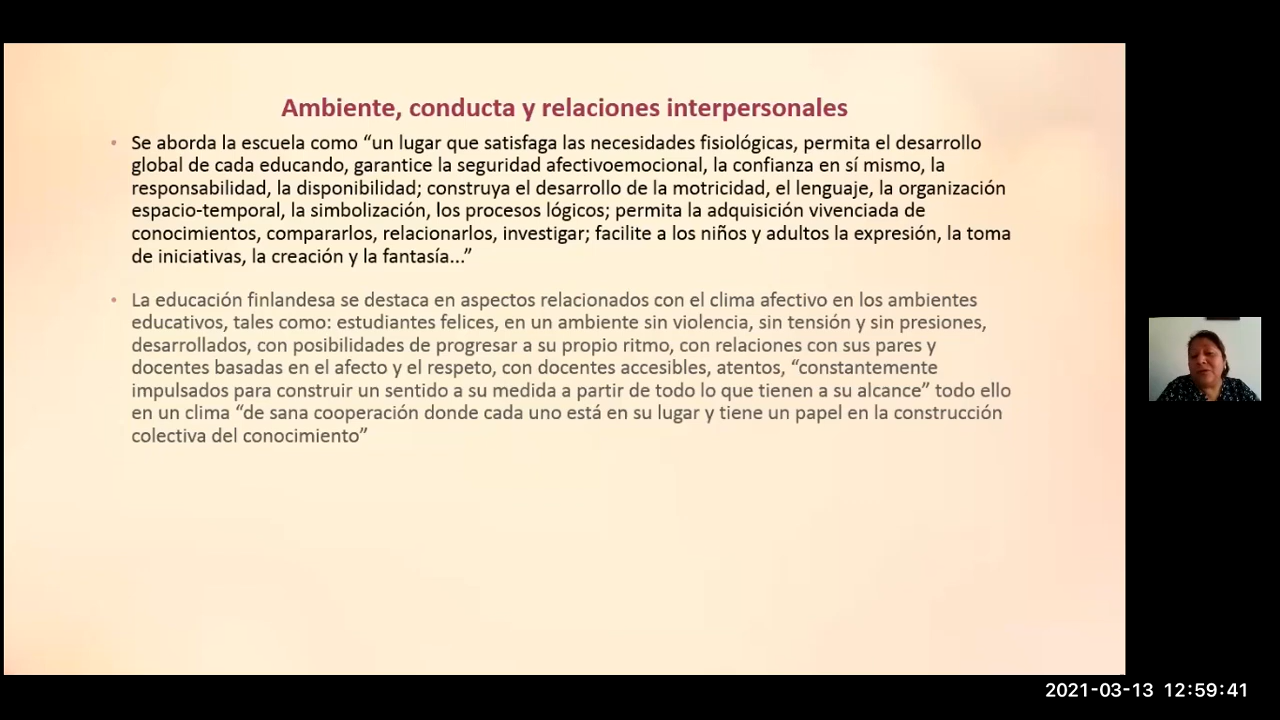 Ambiente, conducta y relaciones interpersonales
• Se aborda la escuela como “un lugar que satisfaga las necesidades fisiológicas, permita el desarrollo
global de cada educando, garantice la seguridad afectivoemocional, la confianza en sí mismo, la
responsabilidad, la disponibilidad; construya el desarrollo de la motricidad, el lenguaje, la organización
espacio-temporal, la simbolización, los procesos lógicos; permita la adquisición vivenciada de
conocimientos, compararlos, relacionarlos, investigar; facilite a los niños y adultos la expresión, la toma
de iniciativas, la creación y la fantasía...”
• La educación finlandesa se destaca en aspectos relacionados con el clima afectivo en los ambientes
educativos, tales como: estudiantes felices, en un ambiente sin violencia, sin tensión y sin presiones,
desarrollados, con posibilidades de progresar a su propio ritmo, con relaciones con sus pares y
docentes basadas en el afecto y el respeto, con docentes accesibles, atentos, “constantemente
impulsados para construir un sentido a su medida a partir de todo lo que tienen a su alcance” todo ello
en un clima “de sana cooperación donde cada uno está en su lugar y tiene un papel en la construcción
colectiva del conocimiento”
2021-03-13 12:59:41